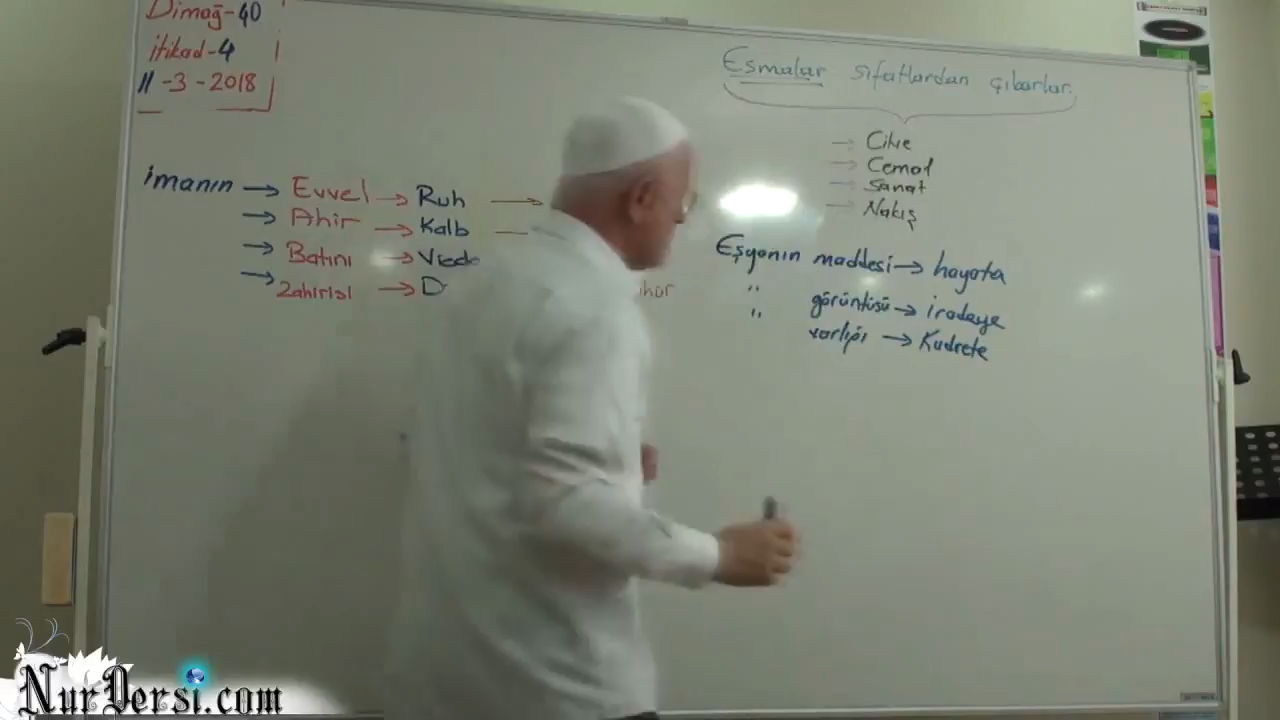 Dimağ-40
itikad-4
11-3-2018
Esmalar sıfatlardan çıkarlar.
→ Cilve
→ Cemal
→ Sanat
→ Nakış
imanın → Evvel → Ruh →
→ Ahir → Kalb
→ Batını →
→ Zahirisi → D
Eşyanın maddesi → hayata
" görüntüsü → iradeye
" varlığı → Kudrete
NurDersi.com